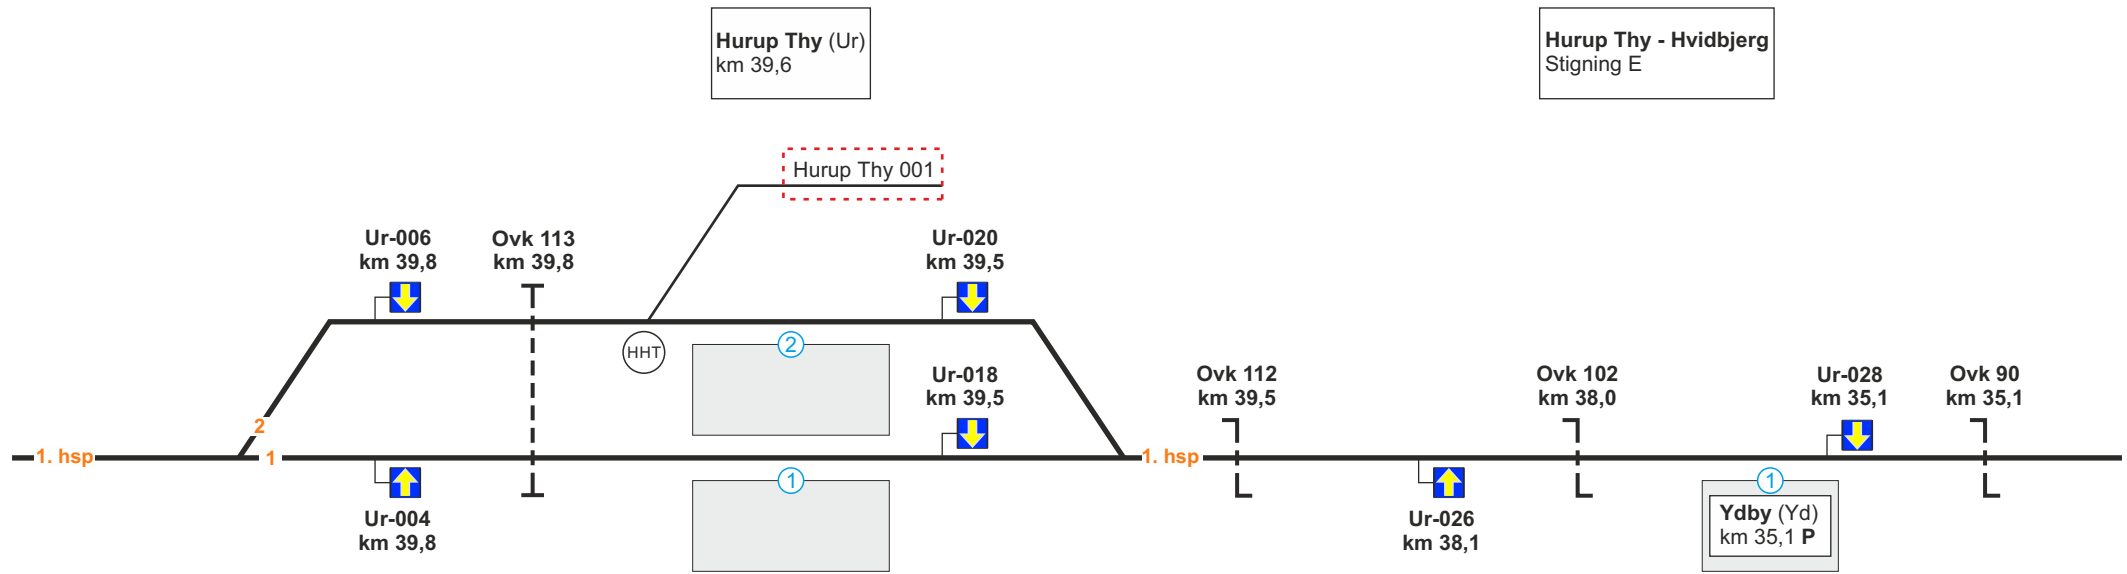 Hurup Thy (Ur)
km 39,6
Hurup Thy - Hvidbjerg
Stigning E
Hurup Thy 001
Ur-006
km 39,8
Ovk 113
km 39,8
Ur-020
km 39,5
HHT
2
Ur-018
km 39,5
Ovk 112
km 39,5
Ovk 102
km 38,0
Ur-028
km 35,1
Ovk 90
km 35,1
2
1. hsp
1
1. hsp
1
1
Ur-004
km 39,8
Ur-026
km 38,1
Ydby (Yd)
km 35,1 P